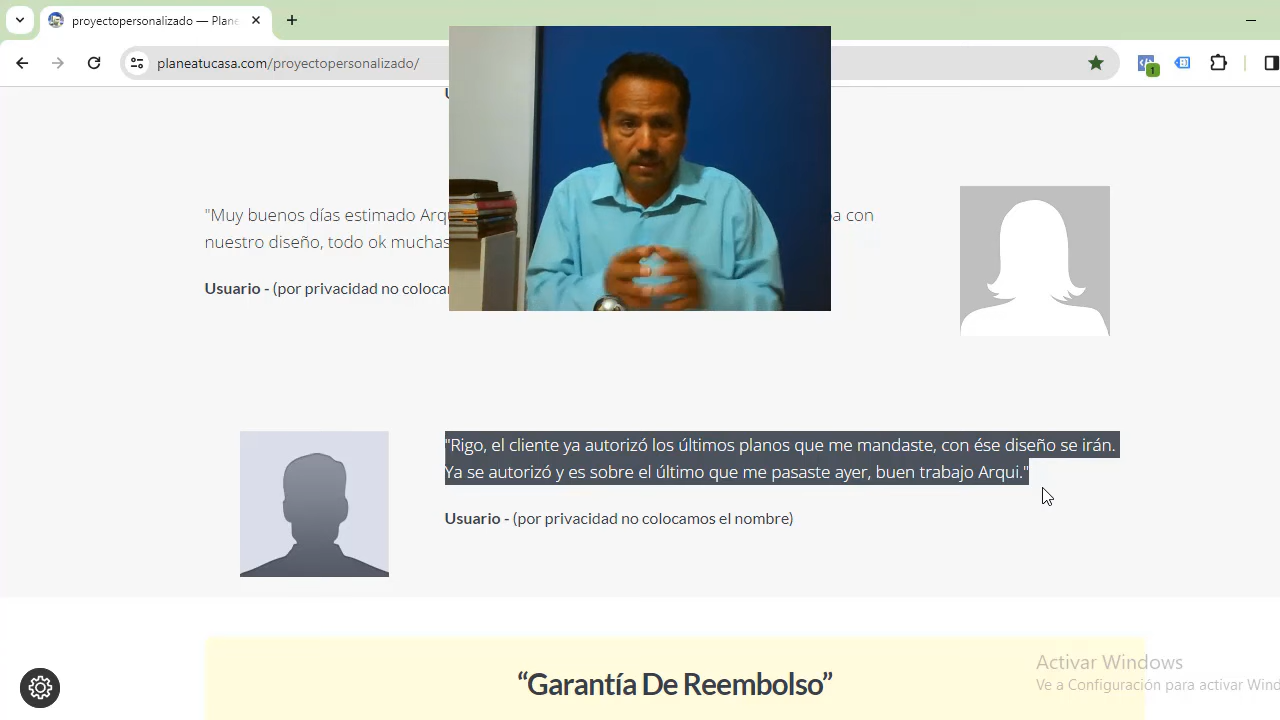 proyectopersonalizado — Plane
planeatucasa.com/proyectopersonalizado/
1
"Muy buenos días estimado Arq
con
nuestro diseño, todo ok muchas
Usuario - (por privacidad no coloca
"Rigo, el cliente ya autorizó los últimos planos que me mandaste, con ése diseño se irán.
Ya se autorizó y es sobre el último que me pasaste ayer, buen trabajo Arqui."
Usuario - (por privacidad no colocamos el nombre)
“Garantía De Reembolso”
Activar Windows
Ve a Configuración para activar Wind